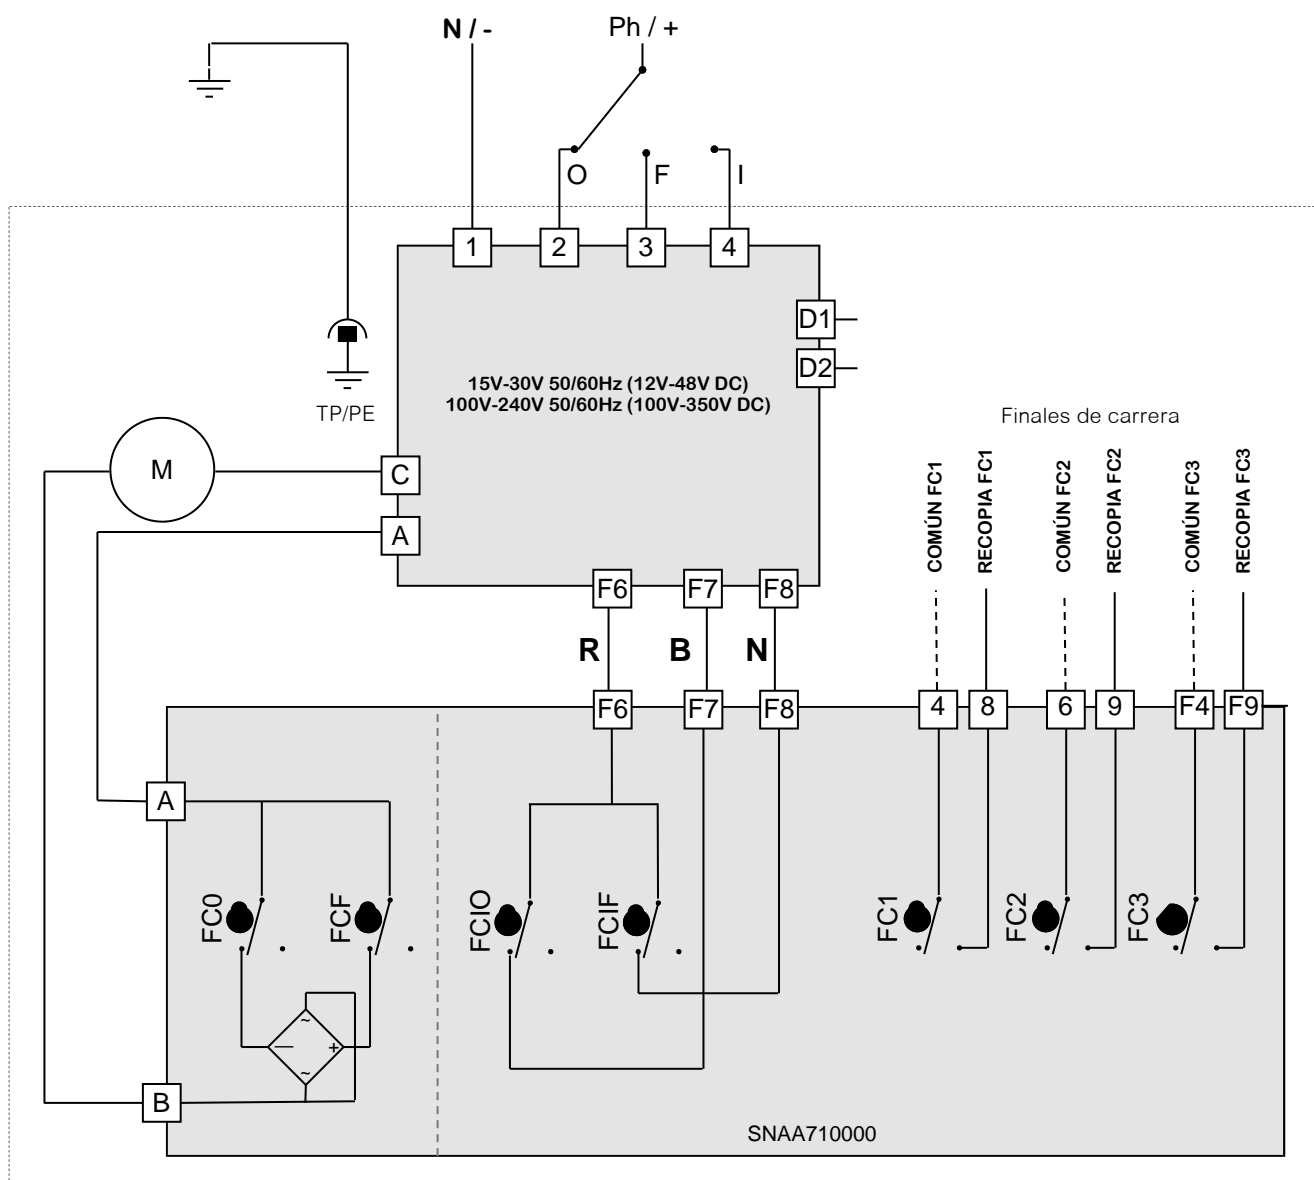 N / -
Ph / +
O
F
I
1
2
3
4
D1
D2
15V-30V 50/60Hz (12V-48V DC)
100V-240V 50/60Hz (100V-350V DC)
TP/PE
M
C
A
Finales de carrera
COMÚN FC1
RECOPIA FC1
COMÚN FC2
RECOPIA FC2
COMÚN FC3
RECOPIA FC3
F6
F7
F8
R
B
N
F6
F7
F8
4
8
6
9
F4
F9
A
FC0
FCF
FCIO
FCIF
FC1
FC2
FC3
~
—
+
~
B
SNAA710000